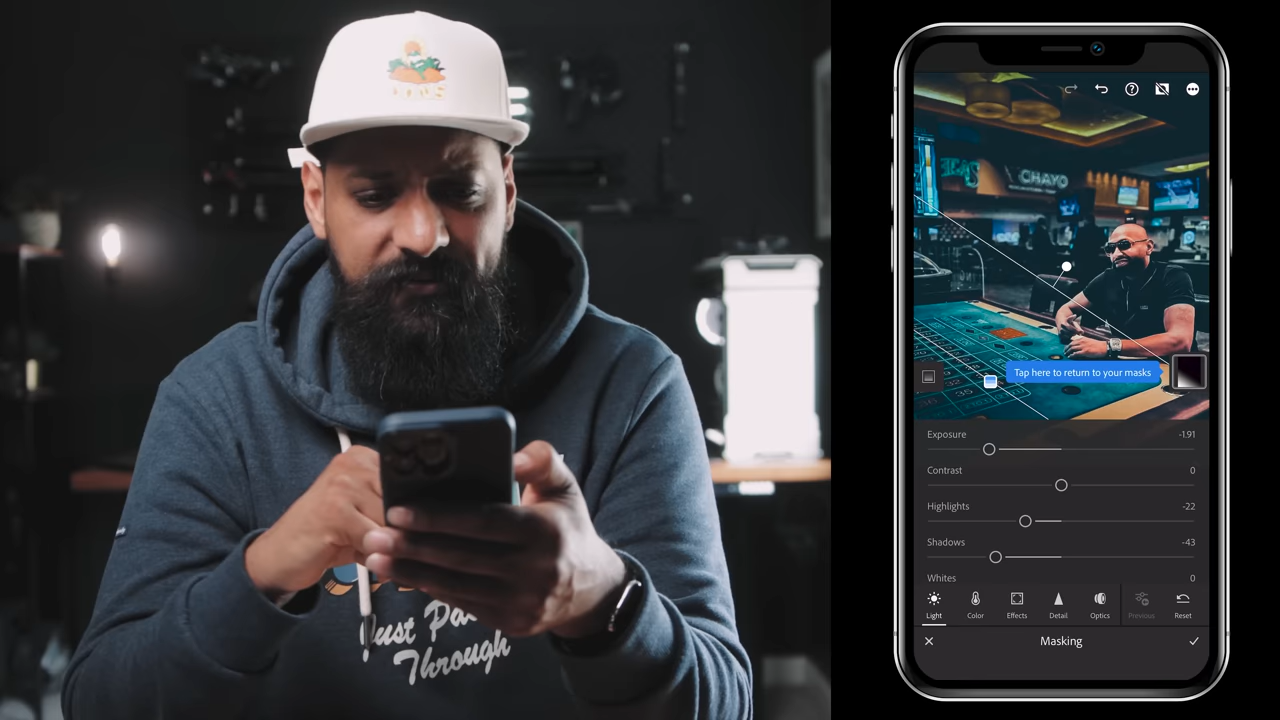 VANS
Just Pa
Through
CHAYO
Tap here to return to your masks
Exposure -1.91
Contrast 0
Highlights -22
Shadows -43
Whites 0
Light Color Effects Detail Optics Previous Reset
Masking